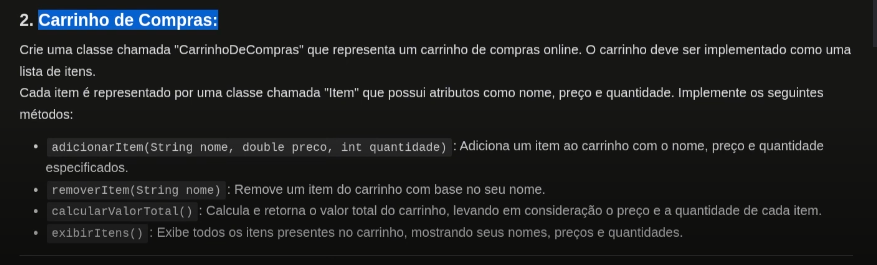 2. Carrinho de Compras:
Crie uma classe chamada "CarrinhoDeCompras" que representa um carrinho de compras online. O carrinho deve ser implementado como uma
lista de itens.
Cada item é representado por uma classe chamada "Item" que possui atributos como nome, preço e quantidade. Implemente os seguintes
métodos:
• adicionarItem(String nome, double preco, int quantidade) : Adiciona um item ao carrinho com o nome, preço e quantidade
especificados.
• removerItem(String nome) : Remove um item do carrinho com base no seu nome.
• calcularValorTotal() : Calcula e retorna o valor total do carrinho, levando em consideração o preço e a quantidade de cada item.
• exibirItens() : Exibe todos os itens presentes no carrinho, mostrando seus nomes, preços e quantidades.